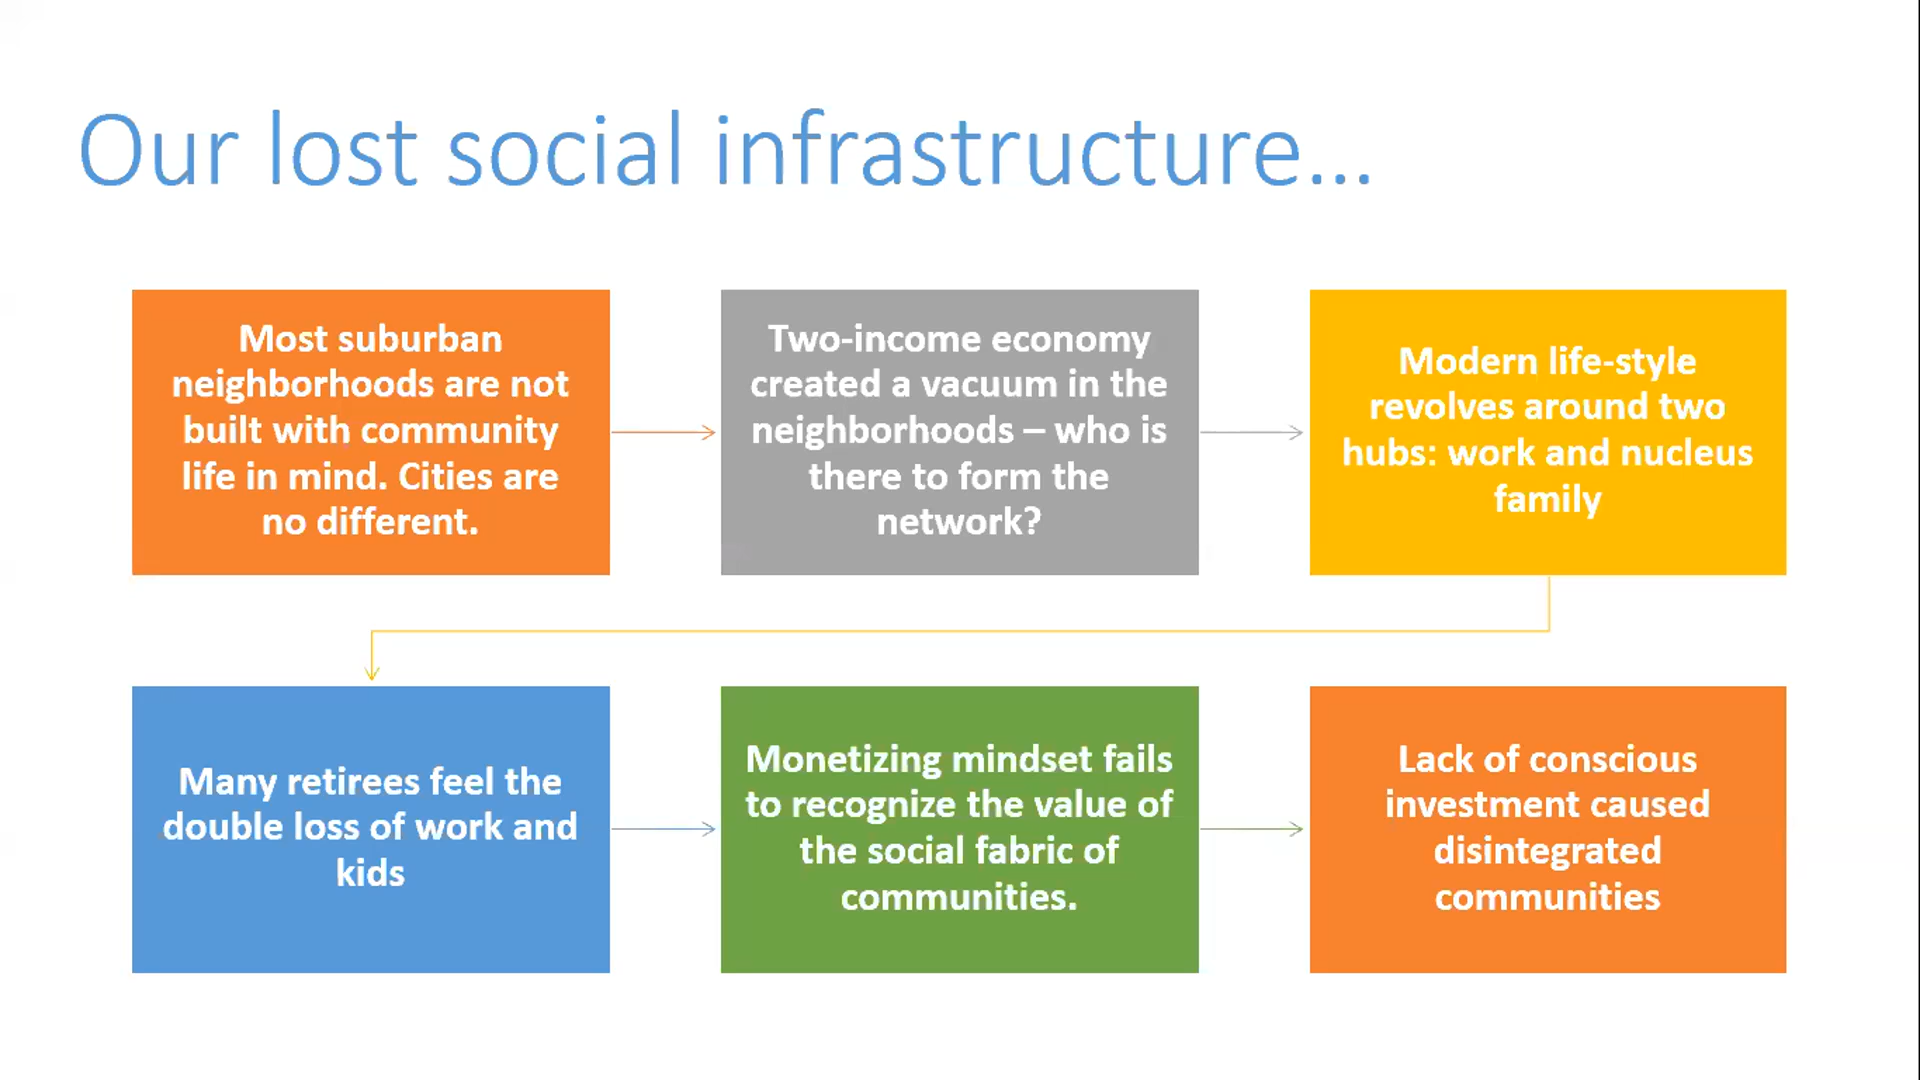 Our lost social infrastructure...
Most suburban
neighborhoods are not
built with community
life in mind. Cities are
no different.
Two-income economy
created a vacuum in the
neighborhoods – who is
there to form the
network?
Modern life-style
revolves around two
hubs: work and nucleus
family
Many retirees feel the
double loss of work and
kids
Monetizing mindset fails
to recognize the value of
the social fabric of
communities.
Lack of conscious
investment caused
disintegrated
communities